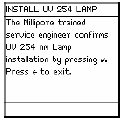 INSTALL UV 254 LAMP
The Millipore trained
service engineer confirms
UV 254 nm Lamp
installation by pressing ↵.
Press ← to exit.